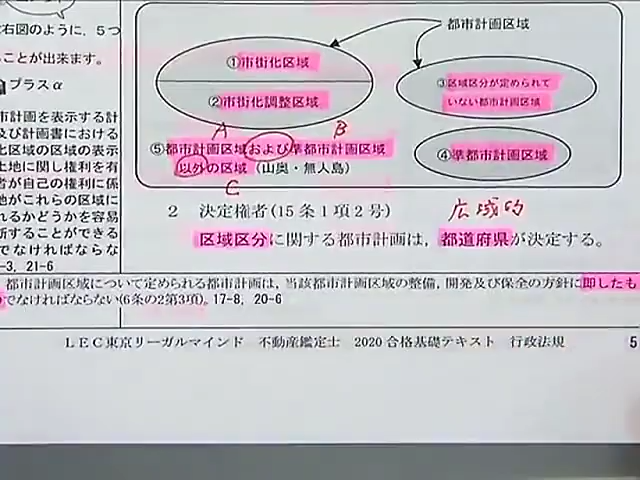 右図のように，5つ
ことが出来ます。
プラスα
市計画を表示する計
及び計画書における
化区域の区域の表示
土地に関し権利を有
者が自己の権利に係
地がこれらの区域に
れるかどうかを容易
断することができる
でなければならな
-3, 21-6
都市計画区域
①市街化区域
②市街化調整区域
③区域区分が定められて
いない都市計画区域
④準都市計画区域
A
B
⑤都市計画区域および準都市計画区域
以外の区域（山奥・無人島）
C
2　決定権者(15条1項2号)
広域的
区域区分に関する都市計画は，都道府県が決定する。
都市計画区域について定められる都市計画は，当該都市計画区域の整備，開発及び保全の方針に即したも
のでなければならない(6条の2第3項)。17-8, 20-6
LEC東京リーガルマインド　不動産鑑定士　2020合格基礎テキスト　行政法規
5